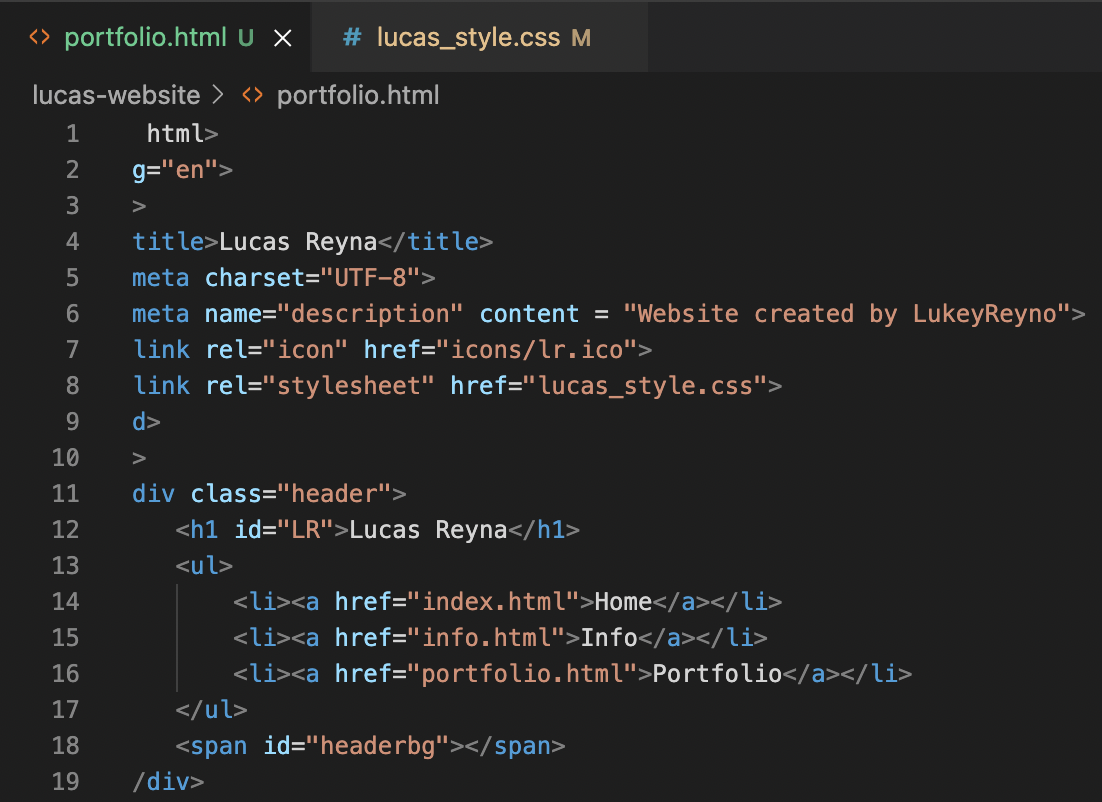 <> portfolio.html U × # lucas_style.css M
lucas-website > <> portfolio.html
1 html>
2 g="en">
3 >
4 title>Lucas Reyna</title>
5 meta charset="UTF-8">
6 meta name="description" content = "Website created by LukeyReyno">
7 link rel="icon" href="icons/lr.ico">
8 link rel="stylesheet" href="lucas_style.css">
9 d>
10 >
11 div class="header">
12 <h1 id="LR">Lucas Reyna</h1>
13 <ul>
14 <li><a href="index.html">Home</a></li>
15 <li><a href="info.html">Info</a></li>
16 <li><a href="portfolio.html">Portfolio</a></li>
17 </ul>
18 <span id="headerbg"></span>
19 /div>